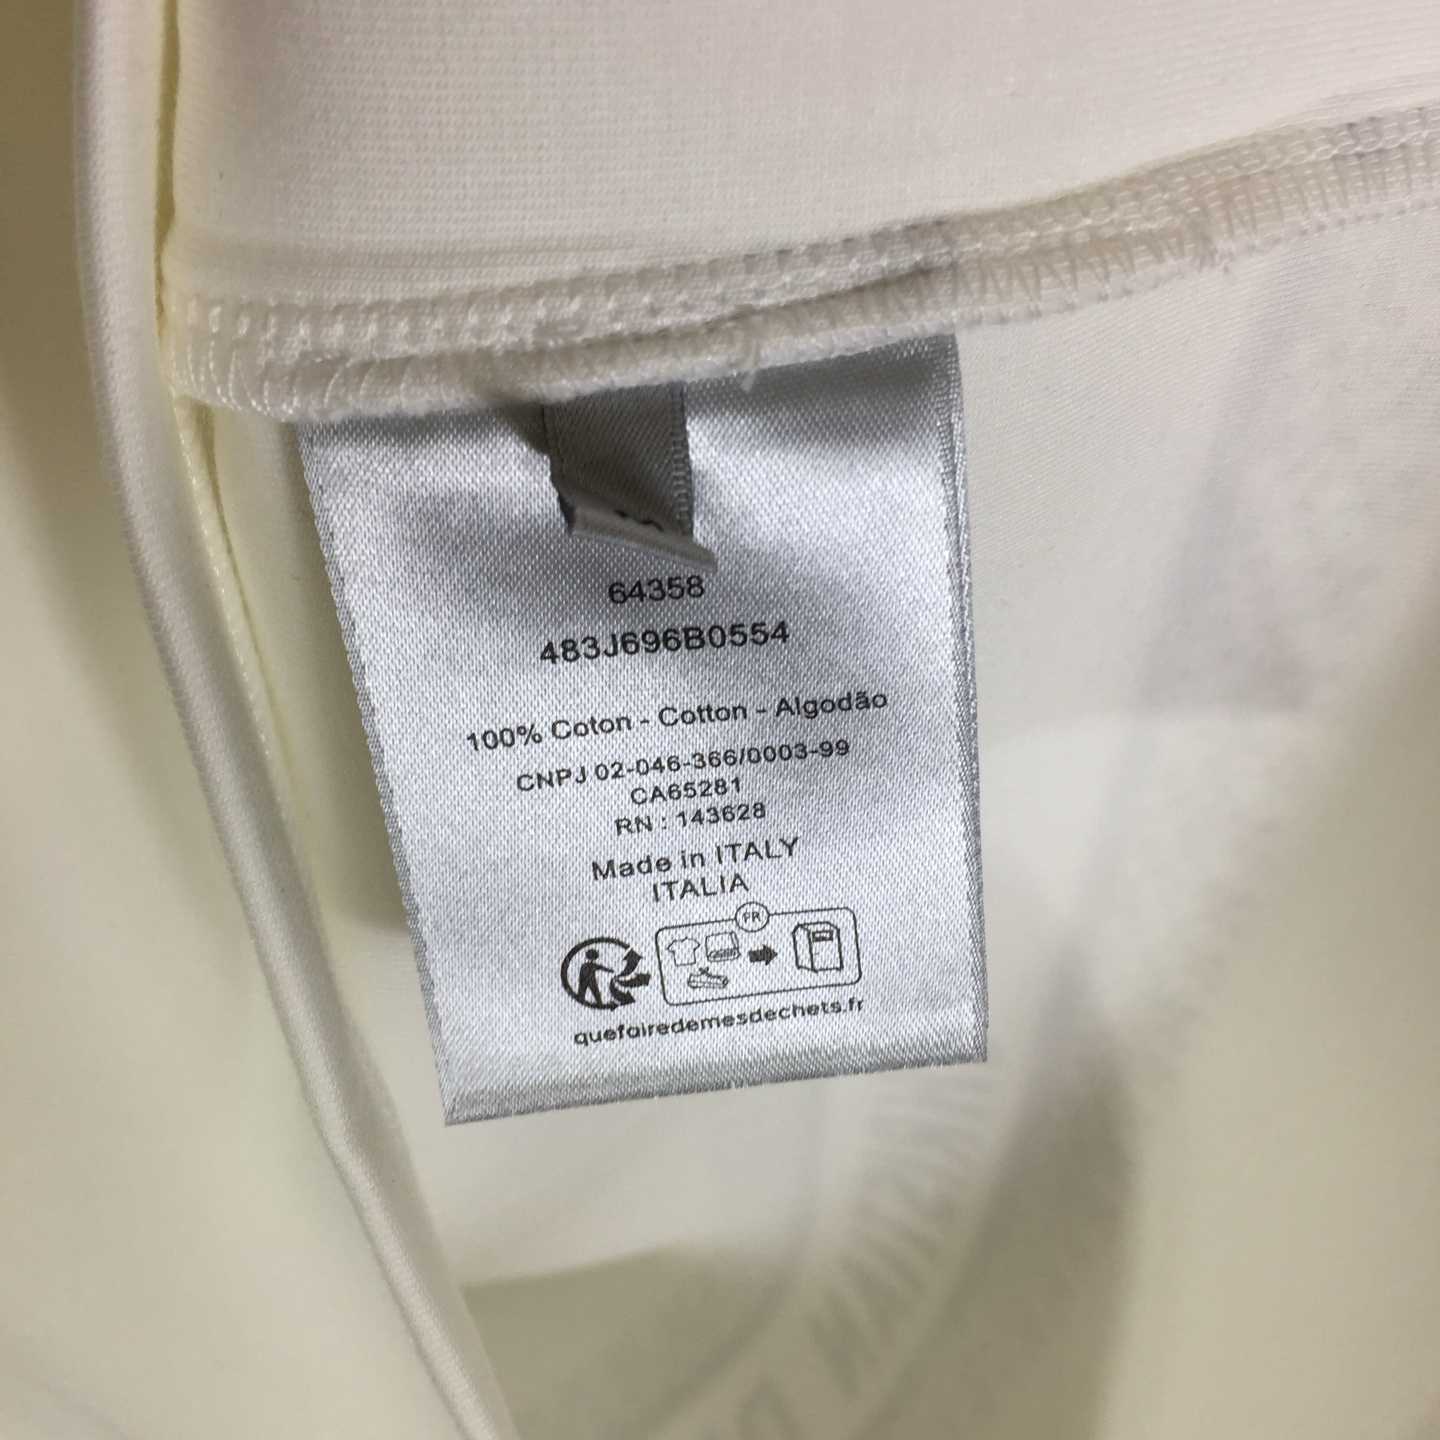 64358
483J696B0554
100% Coton - Cotton - Algodão
CNPJ 02-046-366/0003-99
CA65281
RN : 143628
Made in ITALY
ITALIA
FR
quefairedemesdechets.fr